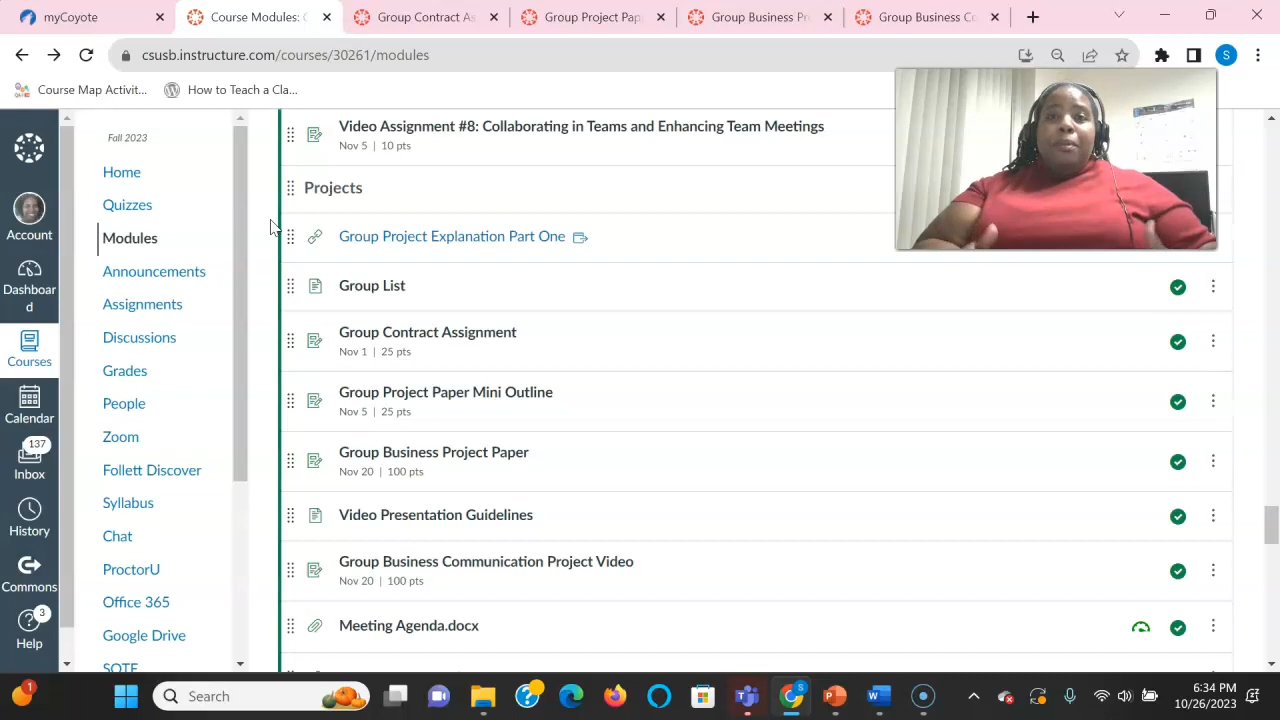 myCoyote
Course Modules: C
Group Contract As
Group Project Pap
Group Business Pr
Group Business Co
csusb.instructure.com/courses/30261/modules
S
Course Map Activit...
How to Teach a Cla...
Account
Dashboar
d
Courses
Calendar
137
Inbox
History
Commons
3
Help
Fall 2023
Home
Quizzes
Modules
Announcements
Assignments
Discussions
Grades
People
Zoom
Follett Discover
Syllabus
Chat
ProctorU
Office 365
Google Drive
SOTE
Video Assignment #8: Collaborating in Teams and Enhancing Team Meetings
Nov 5 | 10 pts
Projects
Group Project Explanation Part One
Group List
Group Contract Assignment
Nov 1 | 25 pts
Group Project Paper Mini Outline
Nov 5 | 25 pts
Group Business Project Paper
Nov 20 | 100 pts
Video Presentation Guidelines
Group Business Communication Project Video
Nov 20 | 100 pts
Meeting Agenda.docx
1
Search
6:34 PM
10/26/2023